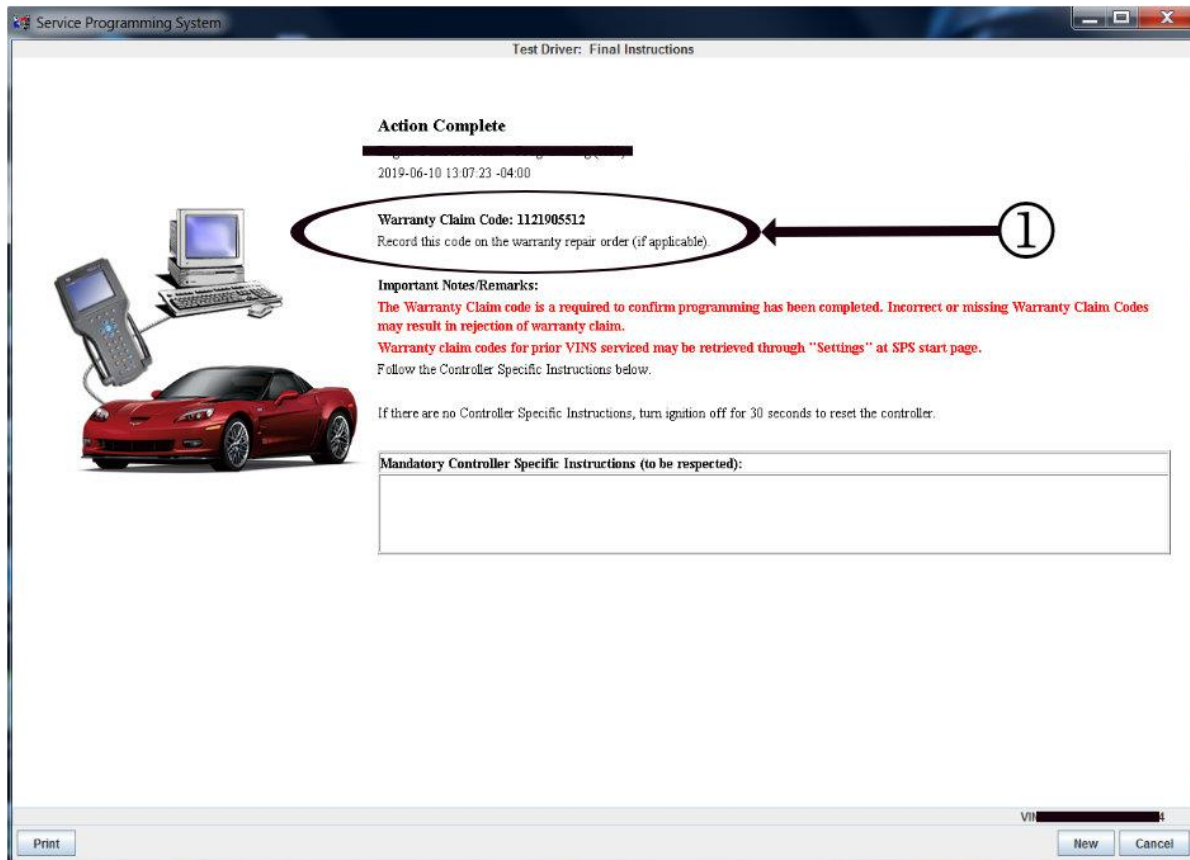 Service Programming System
Test Driver: Final Instructions
Action Complete
2019-06-10 13:07:23 -04:00
Warranty Claim Code: 1121905512
Record this code on the warranty repair order (if applicable).
1
Important Notes/Remarks:
The Warranty Claim code is a required to confirm programming has been completed. Incorrect or missing Warranty Claim Codes
may result in rejection of warranty claim.
Warranty claim codes for prior VINS serviced may be retrieved through "Settings" at SPS start page.
Follow the Controller Specific Instructions below.
If there are no Controller Specific Instructions, turn ignition off for 30 seconds to reset the controller.
Mandatory Controller Specific Instructions (to be respected):
4
Print
New
Cancel